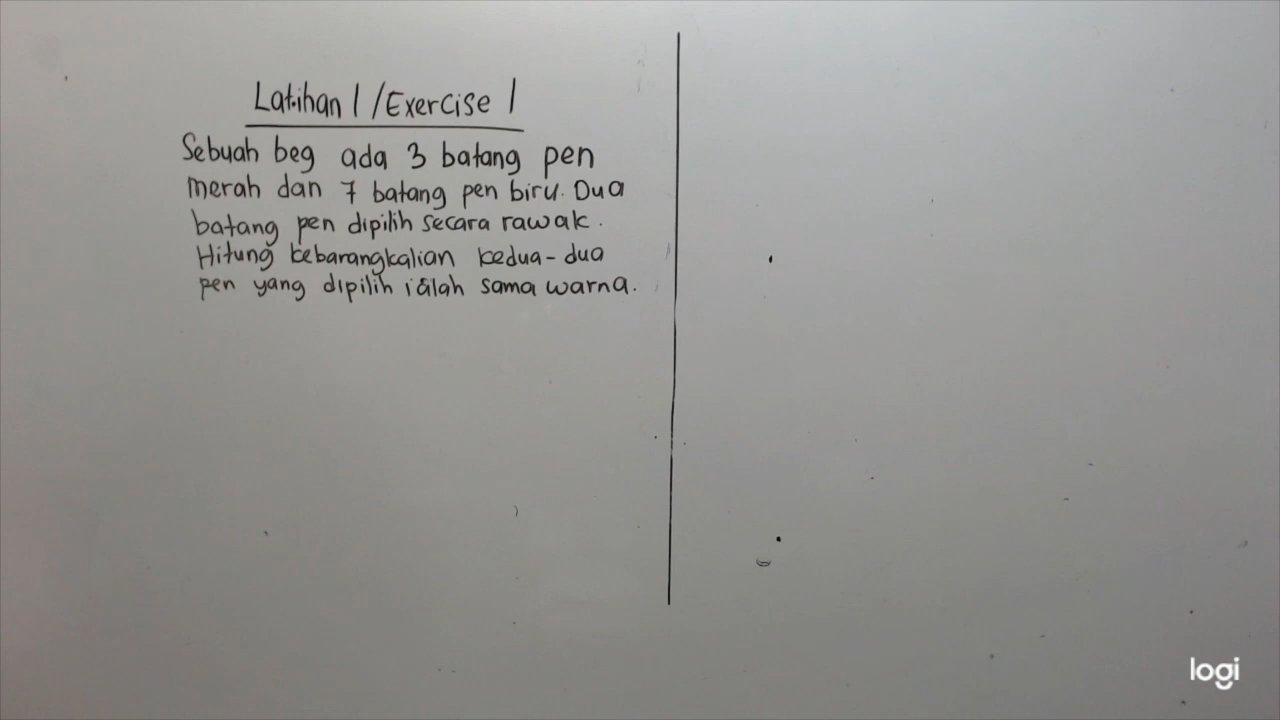 Latihan 1 / Exercise 1
Sebuah beg ada 3 batang pen
merah dan 7 batang pen biru. Dua
batang pen dipilih secara rawak.
Hitung kebarangkalian kedua-dua
pen yang dipilih ialah sama warna.
logi